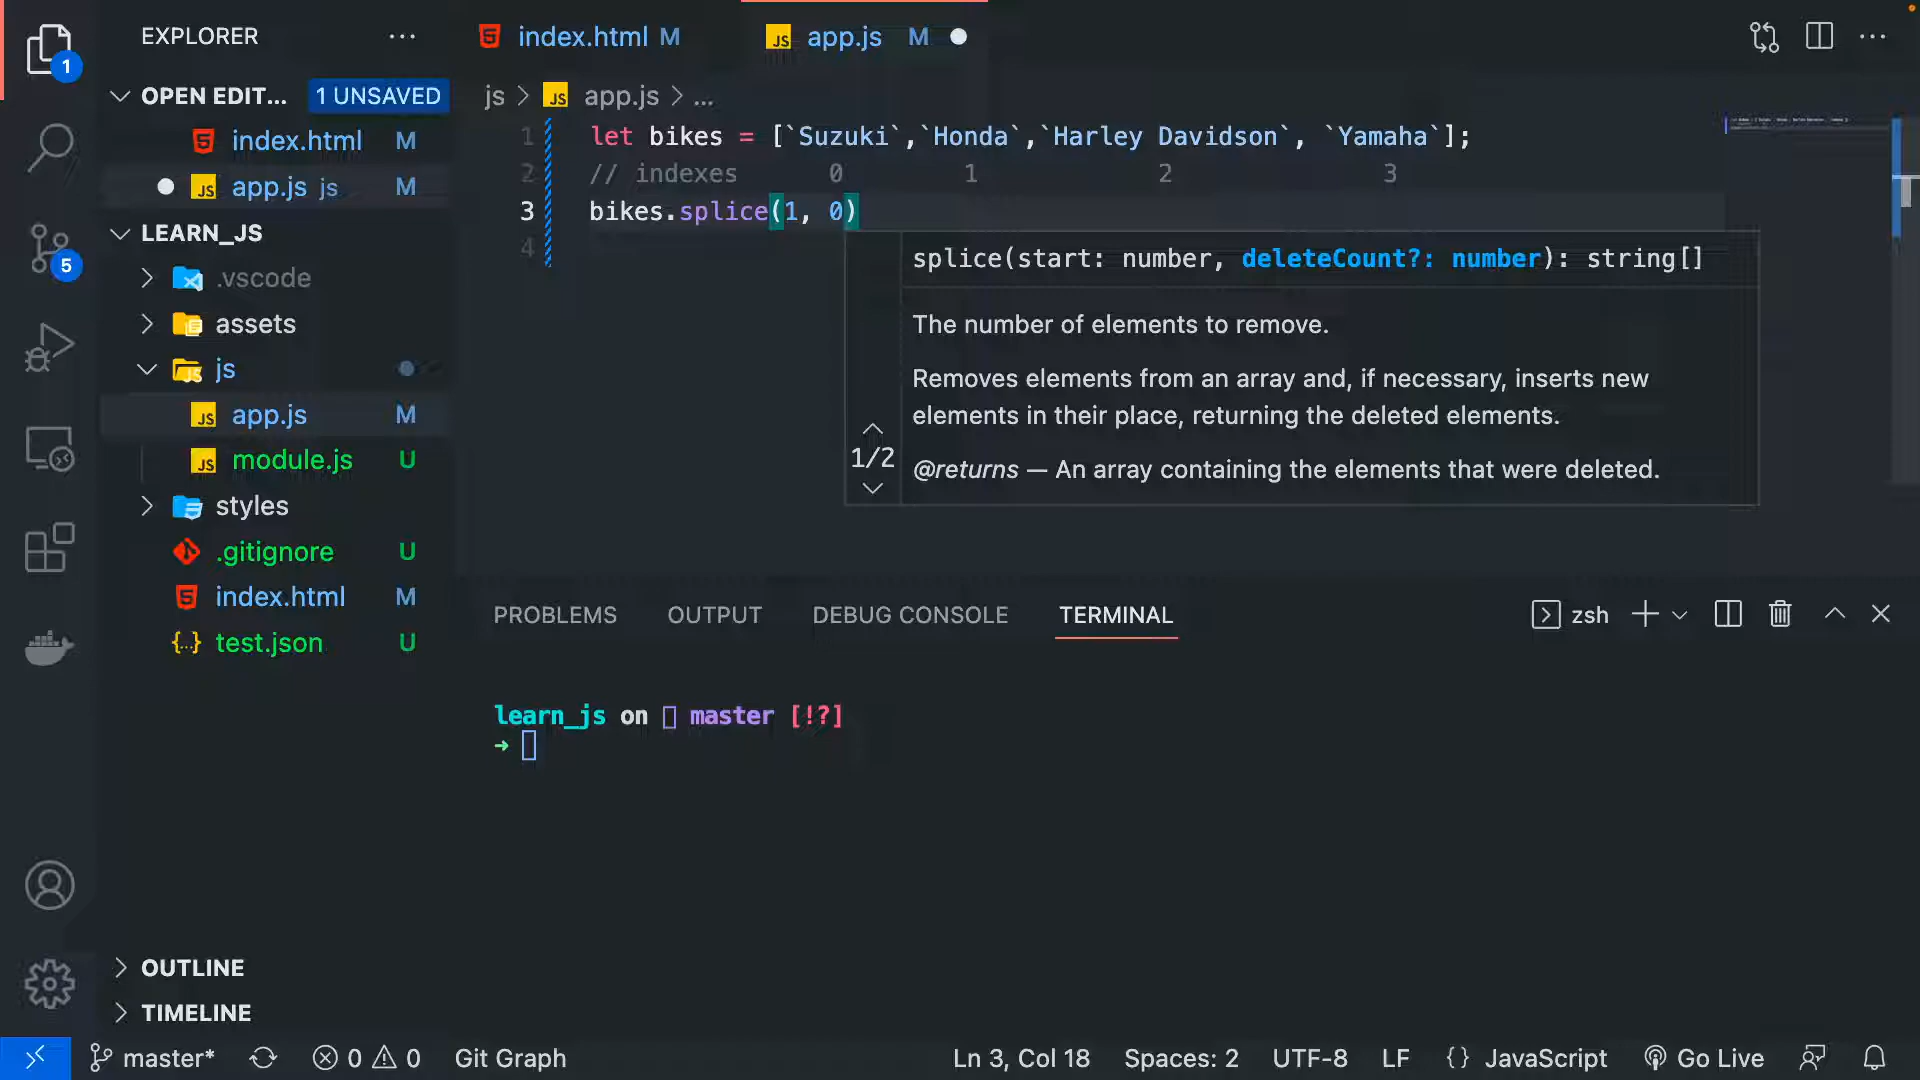 EXPLORER
index.html M
app.js M
1
OPEN EDIT... 1 UNSAVED
js > app.js > ...
index.html M
app.js js M
1 let bikes = [`Suzuki`,`Honda`,`Harley Davidson`, `Yamaha`];
2 // indexes 0 1 2 3
3 bikes.splice(1, 0)
4
LEARN_JS
5
.vscode
assets
js
app.js M
module.js U
styles
.gitignore U
index.html M
test.json U
splice(start: number, deleteCount?: number): string[]
The number of elements to remove.
Removes elements from an array and, if necessary, inserts new
elements in their place, returning the deleted elements.
1/2
@returns — An array containing the elements that were deleted.
PROBLEMS OUTPUT DEBUG CONSOLE TERMINAL zsh
learn_js on master [!?]
➜
OUTLINE
TIMELINE
master* 0 0 Git Graph Ln 3, Col 18 Spaces: 2 UTF-8 LF {} JavaScript Go Live